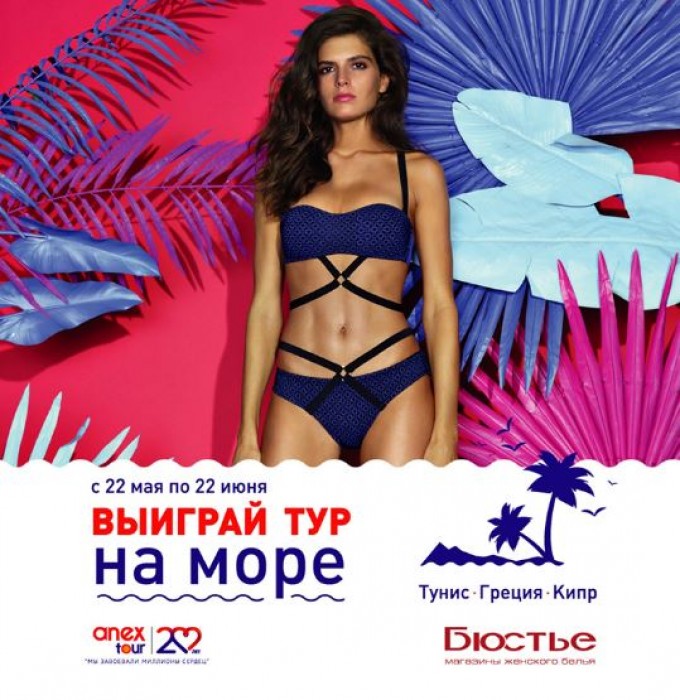 с 22 мая по 22 июня
ВЫИГРАЙ ТУР
на море
Тунис·Греция·Кипр
anex
tour
20 лет
"МЫ ЗАВОЕВАЛИ МИЛЛИОНЫ СЕРДЕЦ"
Бюстье
магазины женского белья